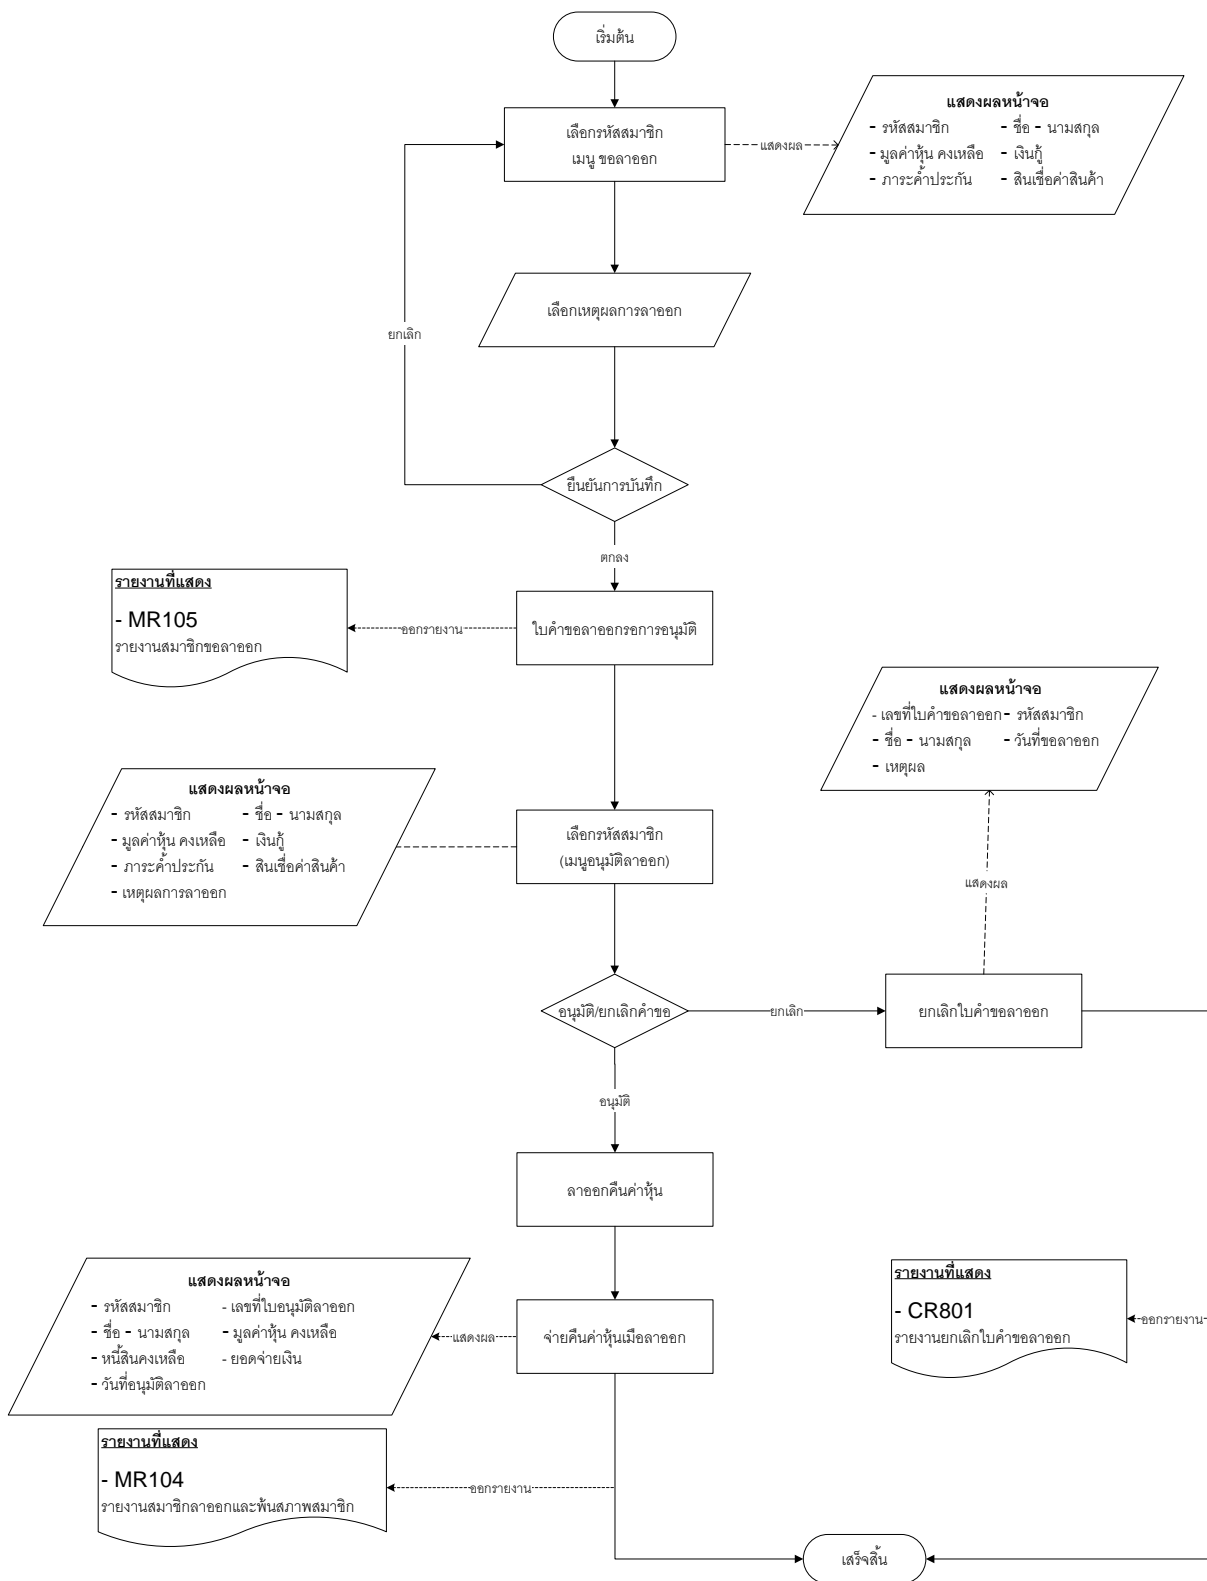 เริ่มต้น
เลือกรหัสสมาชิก
เมนู ขอลาออก
แสดงผล
แสดงผลหน้าจอ
- รหัสสมาชิก - ชื่อ - นามสกุล
- มูลค่าหุ้น คงเหลือ - เงินกู้
- ภาระค้ำประกัน - สินเชื่อค่าสินค้า
เลือกเหตุผลการลาออก
ยกเลิก
ยืนยันการบันทึก
ตกลง
รายงานที่แสดง
- MR105
รายงานสมาชิกขอลาออก
ออกรายงาน
ใบคำขอลาออกรอการอนุมัติ
แสดงผลหน้าจอ
- เลขที่ใบคำขอลาออก - รหัสสมาชิก
- ชื่อ - นามสกุล - วันที่ขอลาออก
- เหตุผล
แสดงผลหน้าจอ
- รหัสสมาชิก - ชื่อ - นามสกุล
- มูลค่าหุ้น คงเหลือ - เงินกู้
- ภาระค้ำประกัน - สินเชื่อค่าสินค้า
- เหตุผลการลาออก
เลือกรหัสสมาชิก
(เมนูอนุมัติลาออก)
แสดงผล
อนุมัติ/ยกเลิกคำขอ
ยกเลิก
ยกเลิกใบคำขอลาออก
อนุมัติ
ลาออกคืนค่าหุ้น
แสดงผลหน้าจอ
- รหัสสมาชิก - เลขที่ใบอนุมัติลาออก
- ชื่อ - นามสกุล - มูลค่าหุ้น คงเหลือ
- หนี้สินคงเหลือ - ยอดจ่ายเงิน
- วันที่อนุมัติลาออก
แสดงผล
จ่ายคืนค่าหุ้นเมือลาออก
รายงานที่แสดง
- CR801
รายงานยกเลิกใบคำขอลาออก
ออกรายงาน
รายงานที่แสดง
- MR104
รายงานสมาชิกลาออกและพ้นสภาพสมาชิก
ออกรายงาน
เสร็จสิ้น